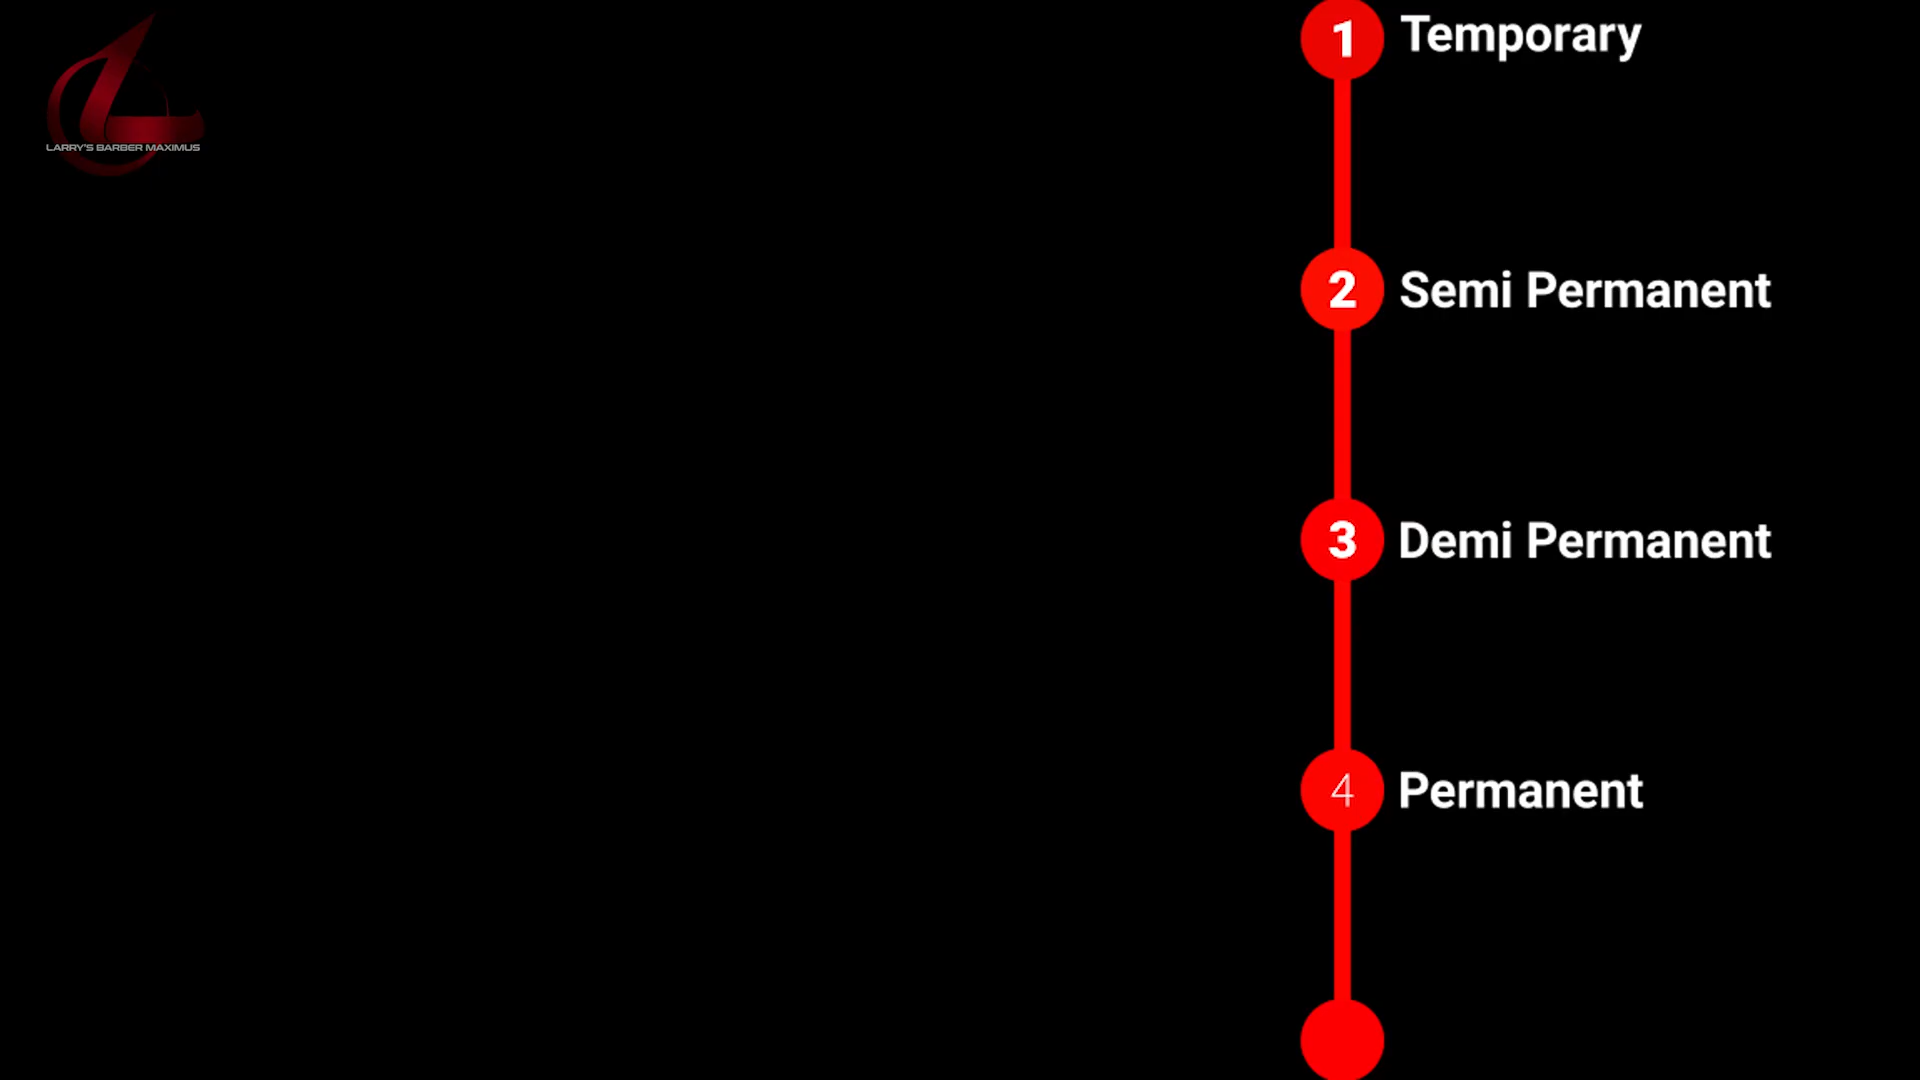 LARRY'S BARBER MAXIMUS
1 Temporary
2 Semi Permanent
3 Demi Permanent
4 Permanent